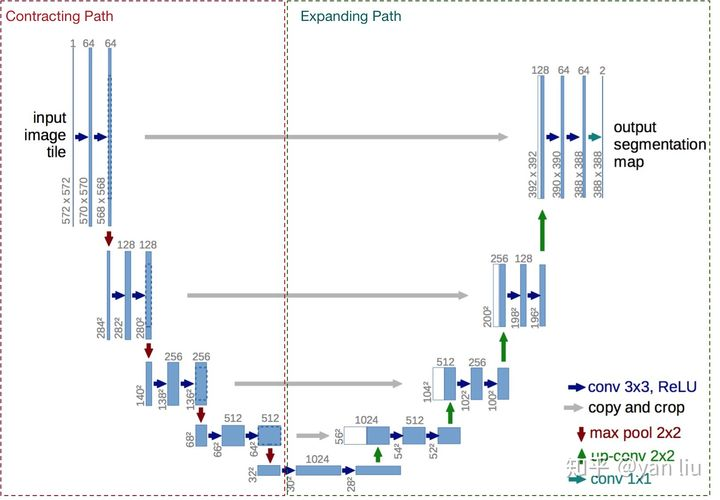 Contracting Path
Expanding Path
1 64 64
128 64 64 2
input
image
tile
output
segmentation
map
572 x 572
570 x 570
568 x 568
392 x 392
390 x 390
388 x 388
388 x 388
128 128
256 128
284²
282²
280²
200²
198²
196²
256 256
512 256
140²
138²
136²
104²
102²
100²
conv 3x3, ReLU
copy and crop
max pool 2x2
up-conv 2x2
conv 1x1
512 512
1024 512
68²
66²
64²
56²
54²
52²
1024
32²
30²
28²
知乎 @yan liu